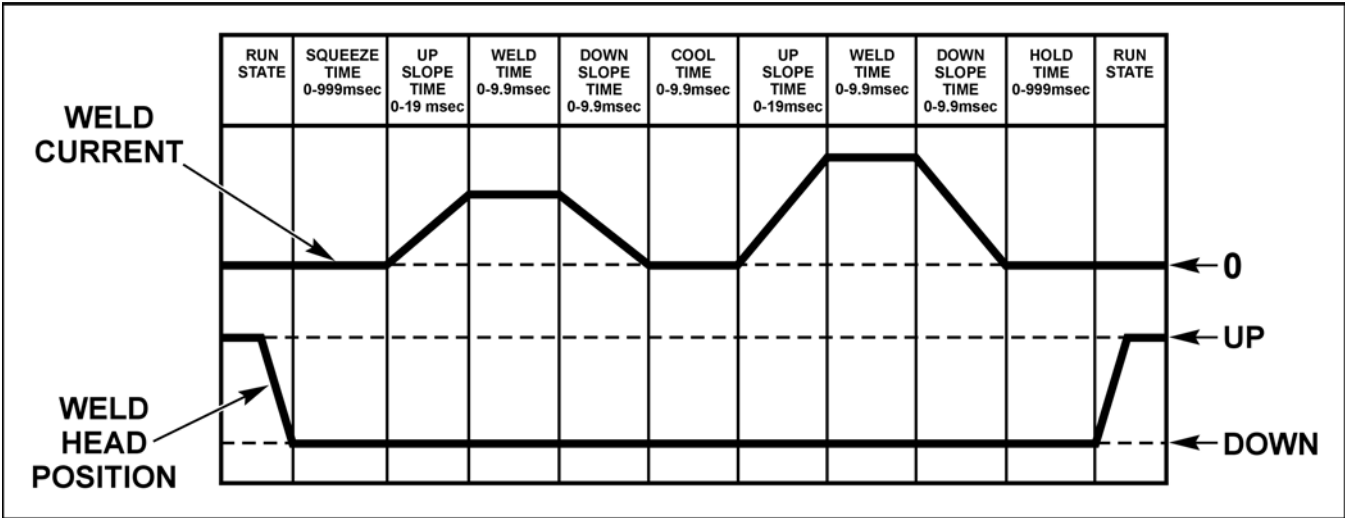 RUN
STATE
SQUEEZE
TIME
0-999msec
UP
SLOPE
TIME
0-19 msec
WELD
TIME
0-9.9msec
DOWN
SLOPE
TIME
0-9.9msec
COOL
TIME
0-9.9msec
UP
SLOPE
TIME
0-19msec
WELD
TIME
0-9.9msec
DOWN
SLOPE
TIME
0-9.9msec
HOLD
TIME
0-999msec
RUN
STATE
WELD
CURRENT
0
UP
WELD
HEAD
POSITION
DOWN